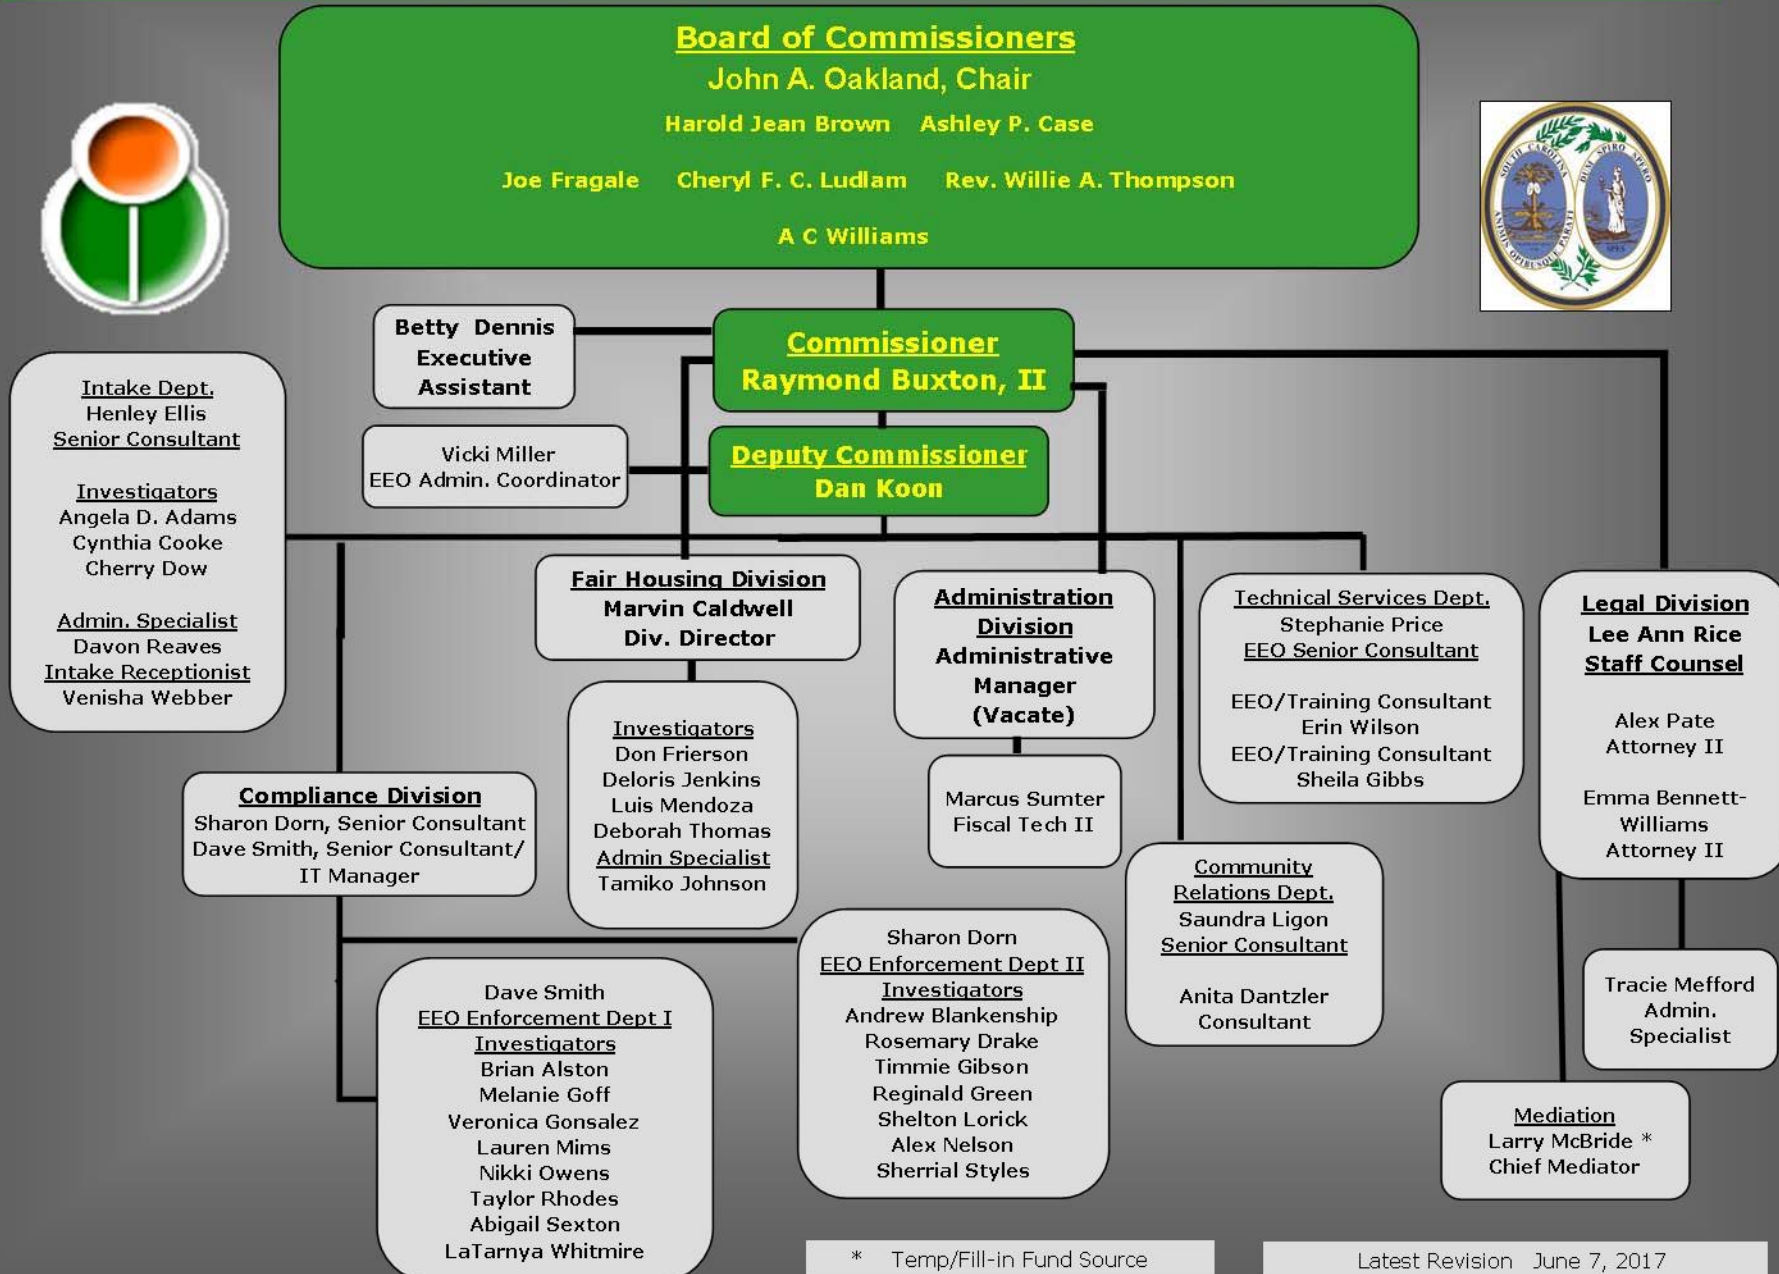 Board of Commissioners
John A. Oakland, Chair
Harold Jean Brown Ashley P. Case
Joe Fragale Cheryl F. C. Ludlam Rev. Willie A. Thompson
A C Williams
SOUTH CAROLINA
DUM SPIRO SPERO
ANIMIS OPIBUSQUE PARATI
SPES
Betty Dennis
Executive
Assistant
Commissioner
Raymond Buxton, II
Vicki Miller
EEO Admin. Coordinator
Deputy Commissioner
Dan Koon
Intake Dept.
Henley Ellis
Senior Consultant
Investigators
Angela D. Adams
Cynthia Cooke
Cherry Dow
Admin. Specialist
Davon Reaves
Intake Receptionist
Venisha Webber
Fair Housing Division
Marvin Caldwell
Div. Director
Investigators
Don Frierson
Deloris Jenkins
Luis Mendoza
Deborah Thomas
Admin Specialist
Tamiko Johnson
Administration
Division
Administrative
Manager
(Vacate)
Marcus Sumter
Fiscal Tech II
Technical Services Dept.
Stephanie Price
EEO Senior Consultant
EEO/Training Consultant
Erin Wilson
EEO/Training Consultant
Sheila Gibbs
Legal Division
Lee Ann Rice
Staff Counsel
Alex Pate
Attorney II
Emma Bennett-
Williams
Attorney II
Compliance Division
Sharon Dorn, Senior Consultant
Dave Smith, Senior Consultant/
IT Manager
Community
Relations Dept.
Saundra Ligon
Senior Consultant
Anita Dantzler
Consultant
Dave Smith
EEO Enforcement Dept I
Investigators
Brian Alston
Melanie Goff
Veronica Gonsalez
Lauren Mims
Nikki Owens
Taylor Rhodes
Abigail Sexton
LaTarnya Whitmire
Sharon Dorn
EEO Enforcement Dept II
Investigators
Andrew Blankenship
Rosemary Drake
Timmie Gibson
Reginald Green
Shelton Lorick
Alex Nelson
Sherrial Styles
Tracie Mefford
Admin.
Specialist
Mediation
Larry McBride *
Chief Mediator
* Temp/Fill-in Fund Source
Latest Revision June 7, 2017